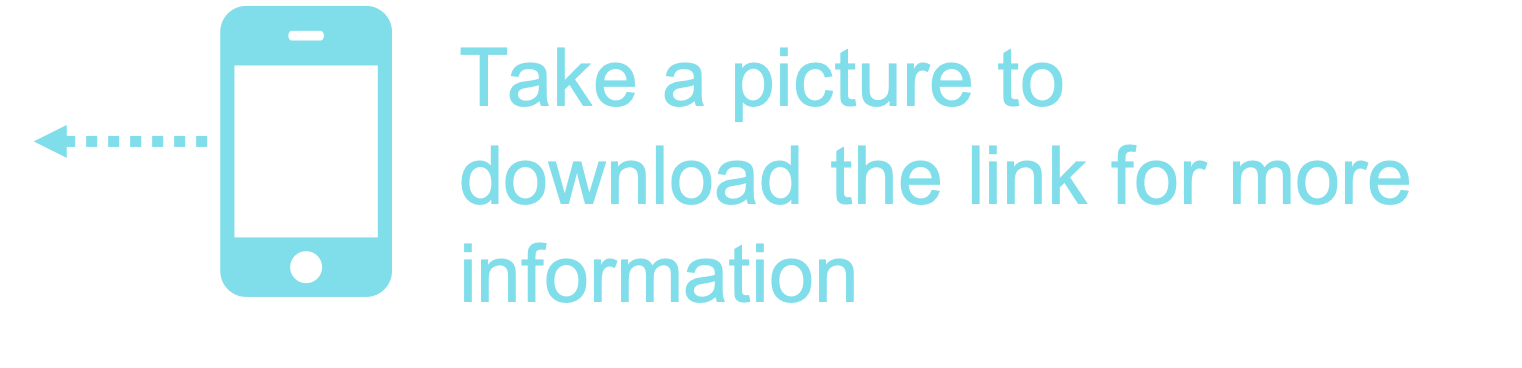 Take a picture to
download the link for more
information